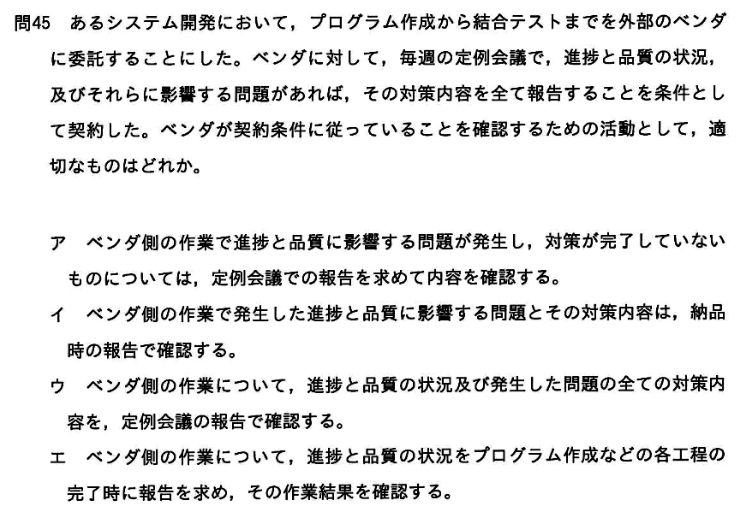 問45　あるシステム開発において，プログラム作成から結合テストまでを外部のベンダ
に委託することにした。ベンダに対して，毎週の定例会議で，進捗と品質の状況，
及びそれらに影響する問題があれば，その対策内容を全て報告することを条件とし
て契約した。ベンダが契約条件に従っていることを確認するための活動として，適
切なものはどれか。
ア　ベンダ側の作業で進捗と品質に影響する問題が発生し，対策が完了していない
ものについては，定例会議での報告を求めて内容を確認する。
イ　ベンダ側の作業で発生した進捗と品質に影響する問題とその対策内容は，納品
時の報告で確認する。
ウ　ベンダ側の作業について，進捗と品質の状況及び発生した問題の全ての対策内
容を，定例会議の報告で確認する。
エ　ベンダ側の作業について，進捗と品質の状況をプログラム作成などの各工程の
完了時に報告を求め，その作業結果を確認する。